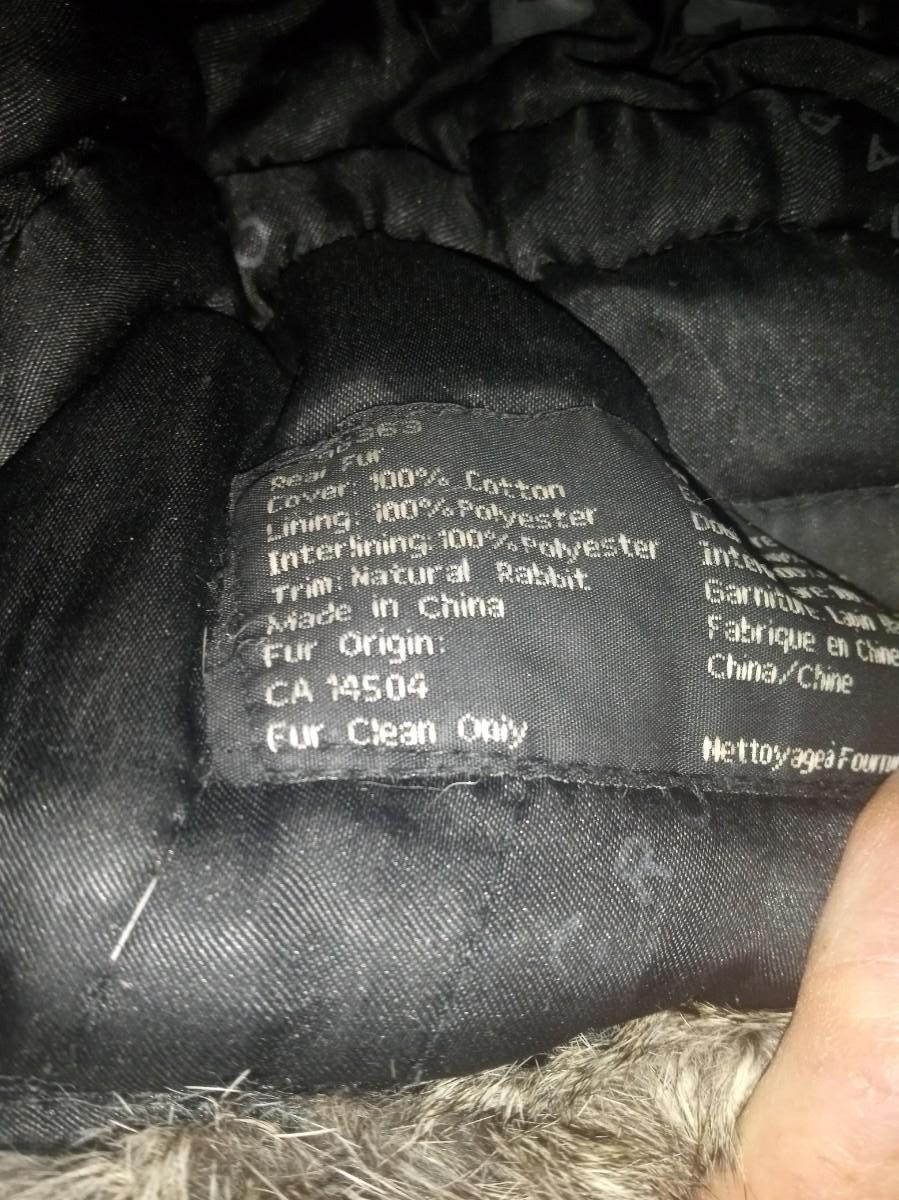 Real Fur
Cover: 100% Cotton
Lining: 100% Polyester
Interlining: 100% Polyester
Trim: Natural Rabbit
Made in China
Fur Origin:
CA 14504
Fur Clean Only
Fabrique en Chine
China/Chine
Nettoyage à